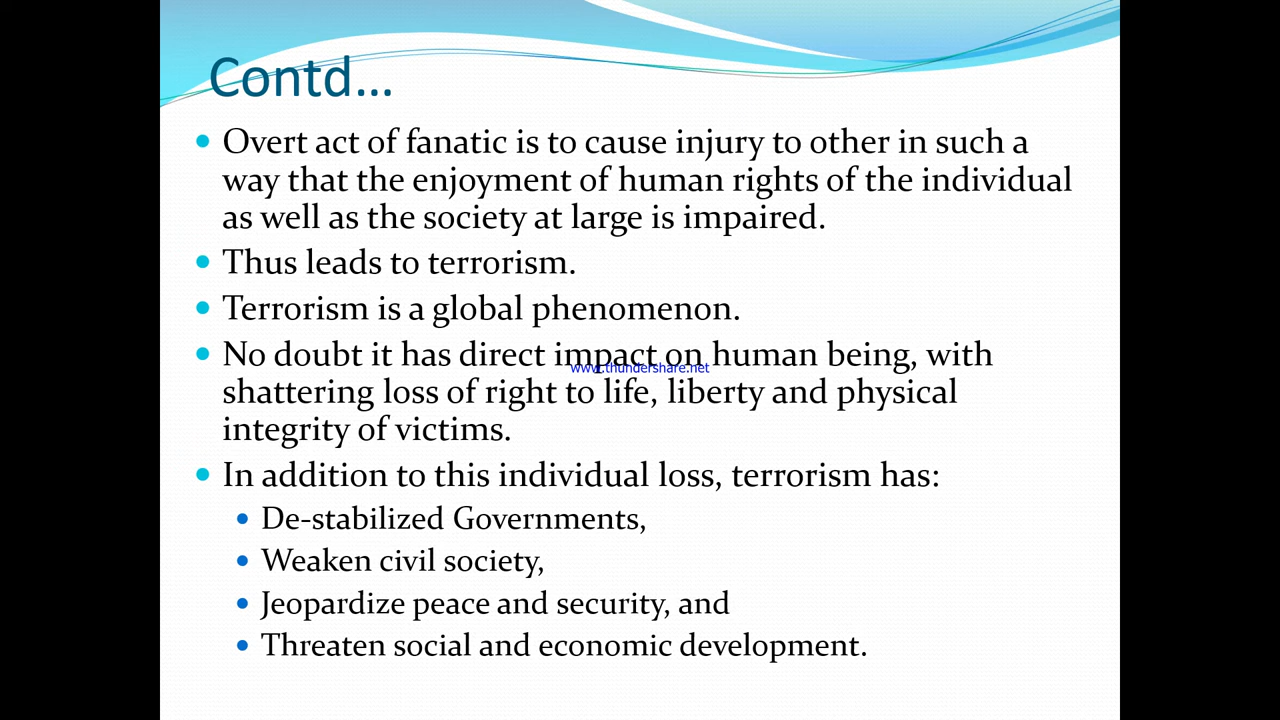 Contd...
• Overt act of fanatic is to cause injury to other in such a
way that the enjoyment of human rights of the individual
as well as the society at large is impaired.
• Thus leads to terrorism.
• Terrorism is a global phenomenon.
• No doubt it has direct impact on human being, with
www.thundershare.net
shattering loss of right to life, liberty and physical
integrity of victims.
• In addition to this individual loss, terrorism has:
• De-stabilized Governments,
• Weaken civil society,
• Jeopardize peace and security, and
• Threaten social and economic development.